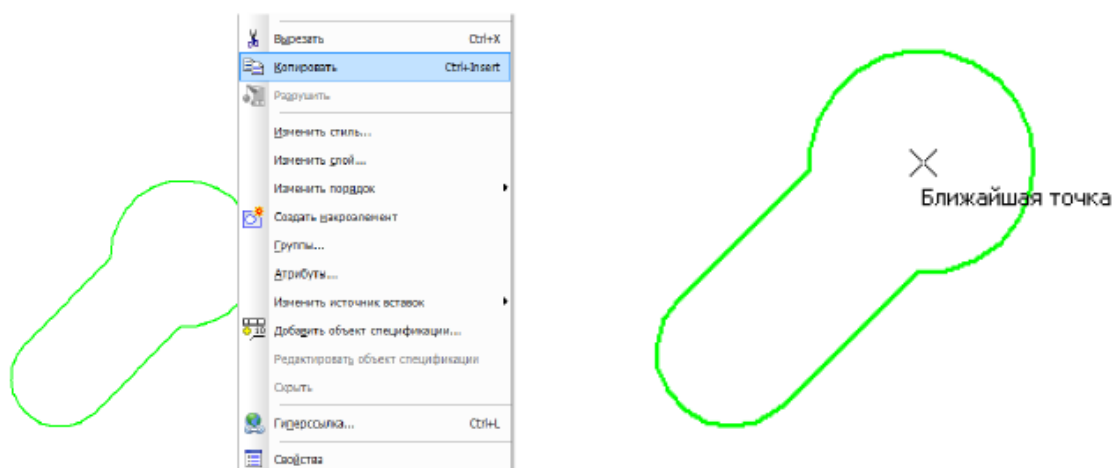 Вырезать Ctrl+X
Копировать Ctrl+Insert
Разрушить
Изменить стиль...
Изменить слой...
Изменить порядок
Создать макроэлемент
Группы...
Атрибуты...
Изменить источник вставок
Добавить объект спецификации...
Редактировать объект спецификации
Скрыть
Гиперссылка... Ctrl+L
Свойства
Ближайшая точка